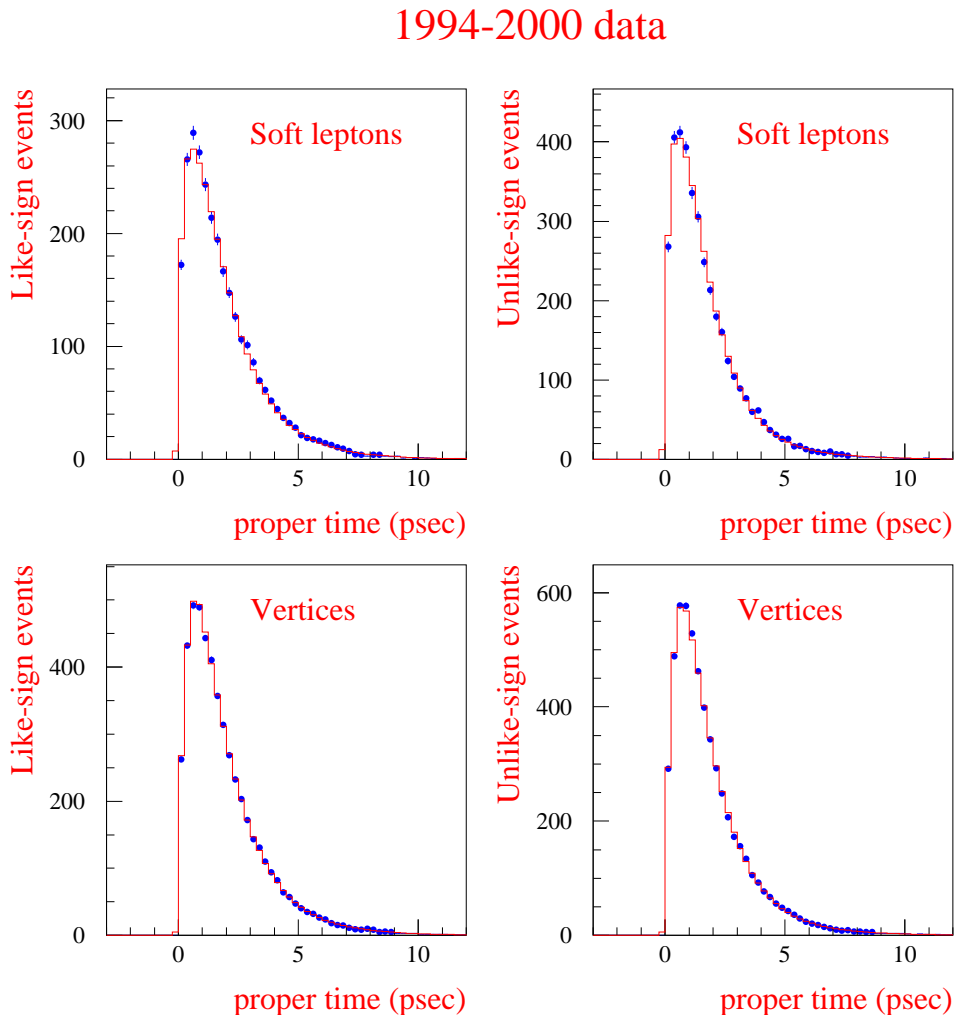 1994-2000 data
Like-sign events
Soft leptons
300
200
100
0
0
5
10
proper time (psec)
Unlike-sign events
Soft leptons
400
300
200
100
0
0
5
10
proper time (psec)
Like-sign events
Vertices
400
200
0
0
5
10
proper time (psec)
Unlike-sign events
Vertices
600
400
200
0
0
5
10
proper time (psec)